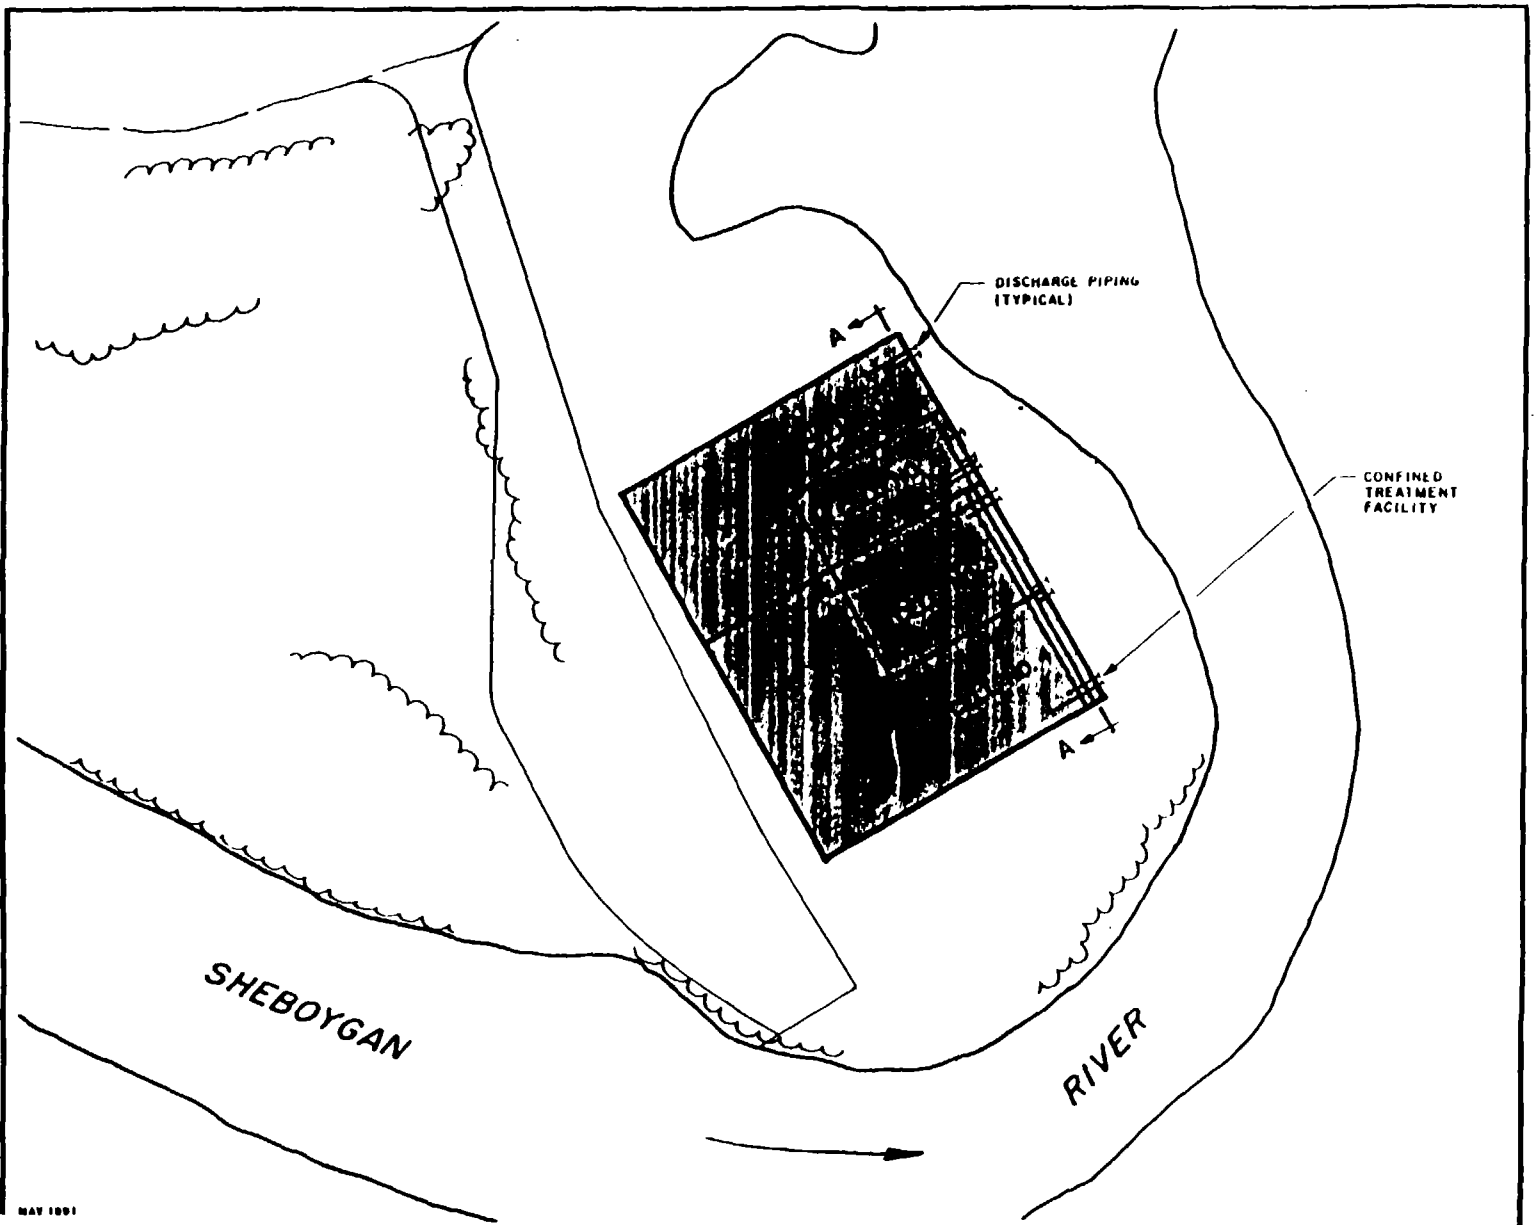 DISCHARGE PIPING
(TYPICAL)
A
CONFINED
TREATMENT
FACILITY
A
SHEBOYGAN
RIVER
MAY 1991